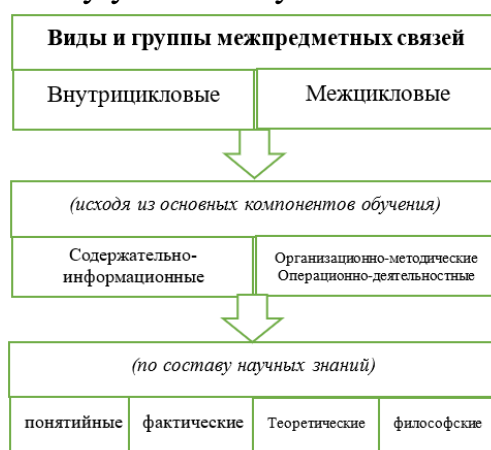 Виды и группы межпредметных связей
Внутрицикловые Межцикловые
(исходя из основных компонентов обучения)
Содержательно-
информационные
Организационно-методические
Операционно-деятельностные
(по составу научных знаний)
понятийные фактические Теоретические философские